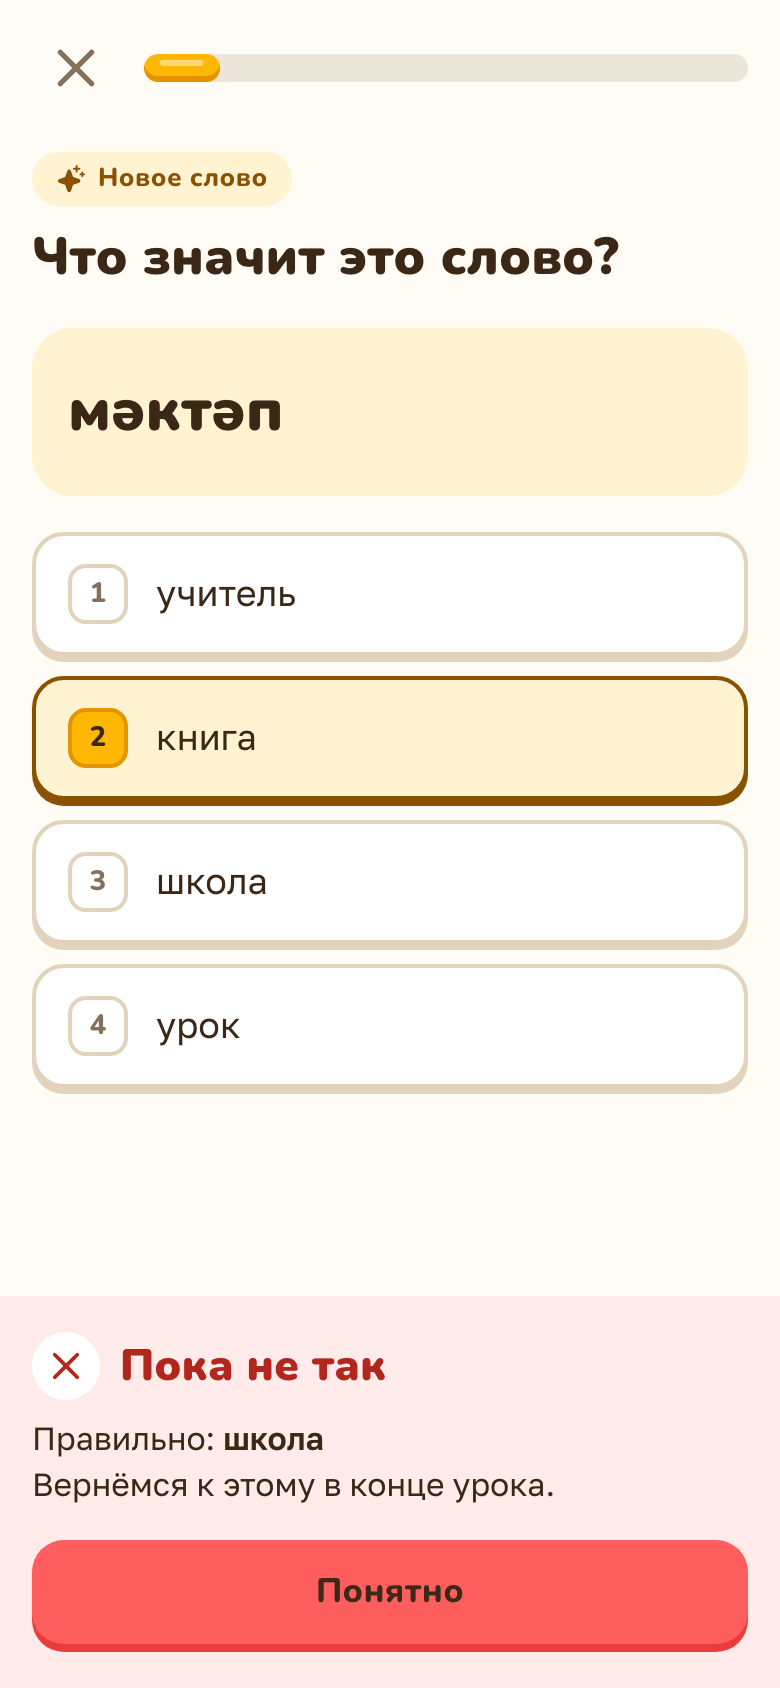 Новое слово
Что значит это слово?
мәктәп
1 учитель
2 книга
3 школа
4 урок
Пока не так
Правильно: школа
Вернёмся к этому в конце урока.
Понятно